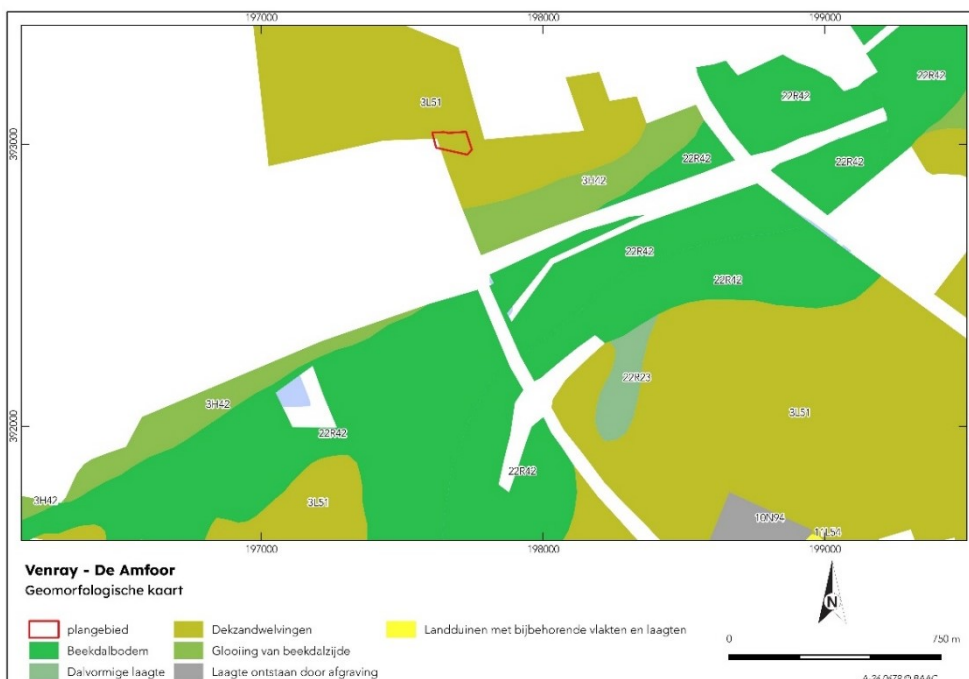 197000 198000 199000
22R42
3L51
22R42
393000
22R42
22R42
3H42
22R42
22R42
22R23
3H42
3L51
392000
22R42
22R42
3H42
3L51
10N94
11L54
197000 198000 199000
Venray - De Amfoor
Geomorfologische kaart
plangebied
Beekdalbodem
Dalvormige laagte
Dekzandwelvingen
Glooiing van beekdalzijde
Laagte ontstaan door afgraving
Landduinen met bijbehorende vlakten en laagten
N
0 750 m